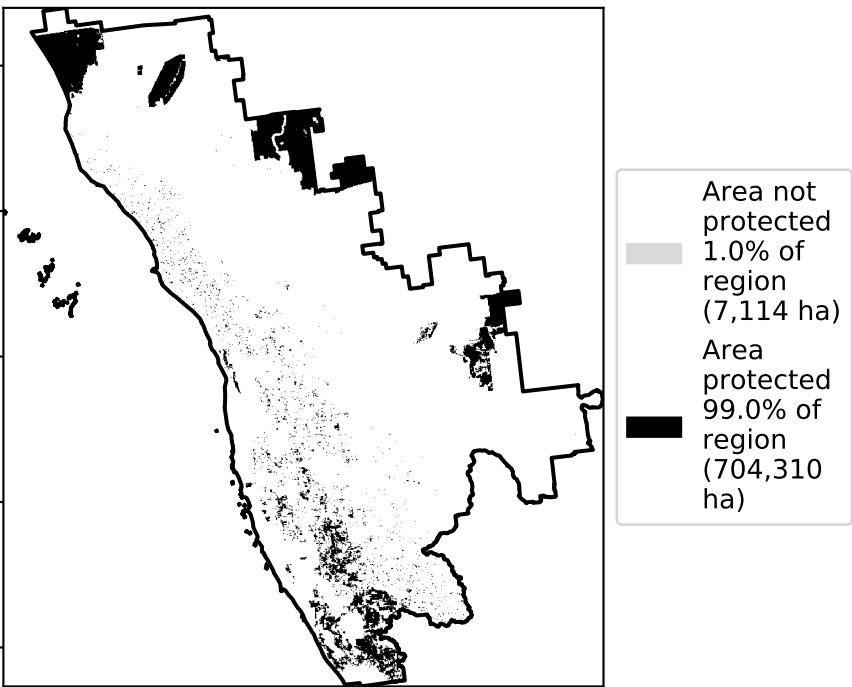 Area not
protected
1.0% of
region
(7,114 ha)
Area
protected
99.0% of
region
(704,310
ha)